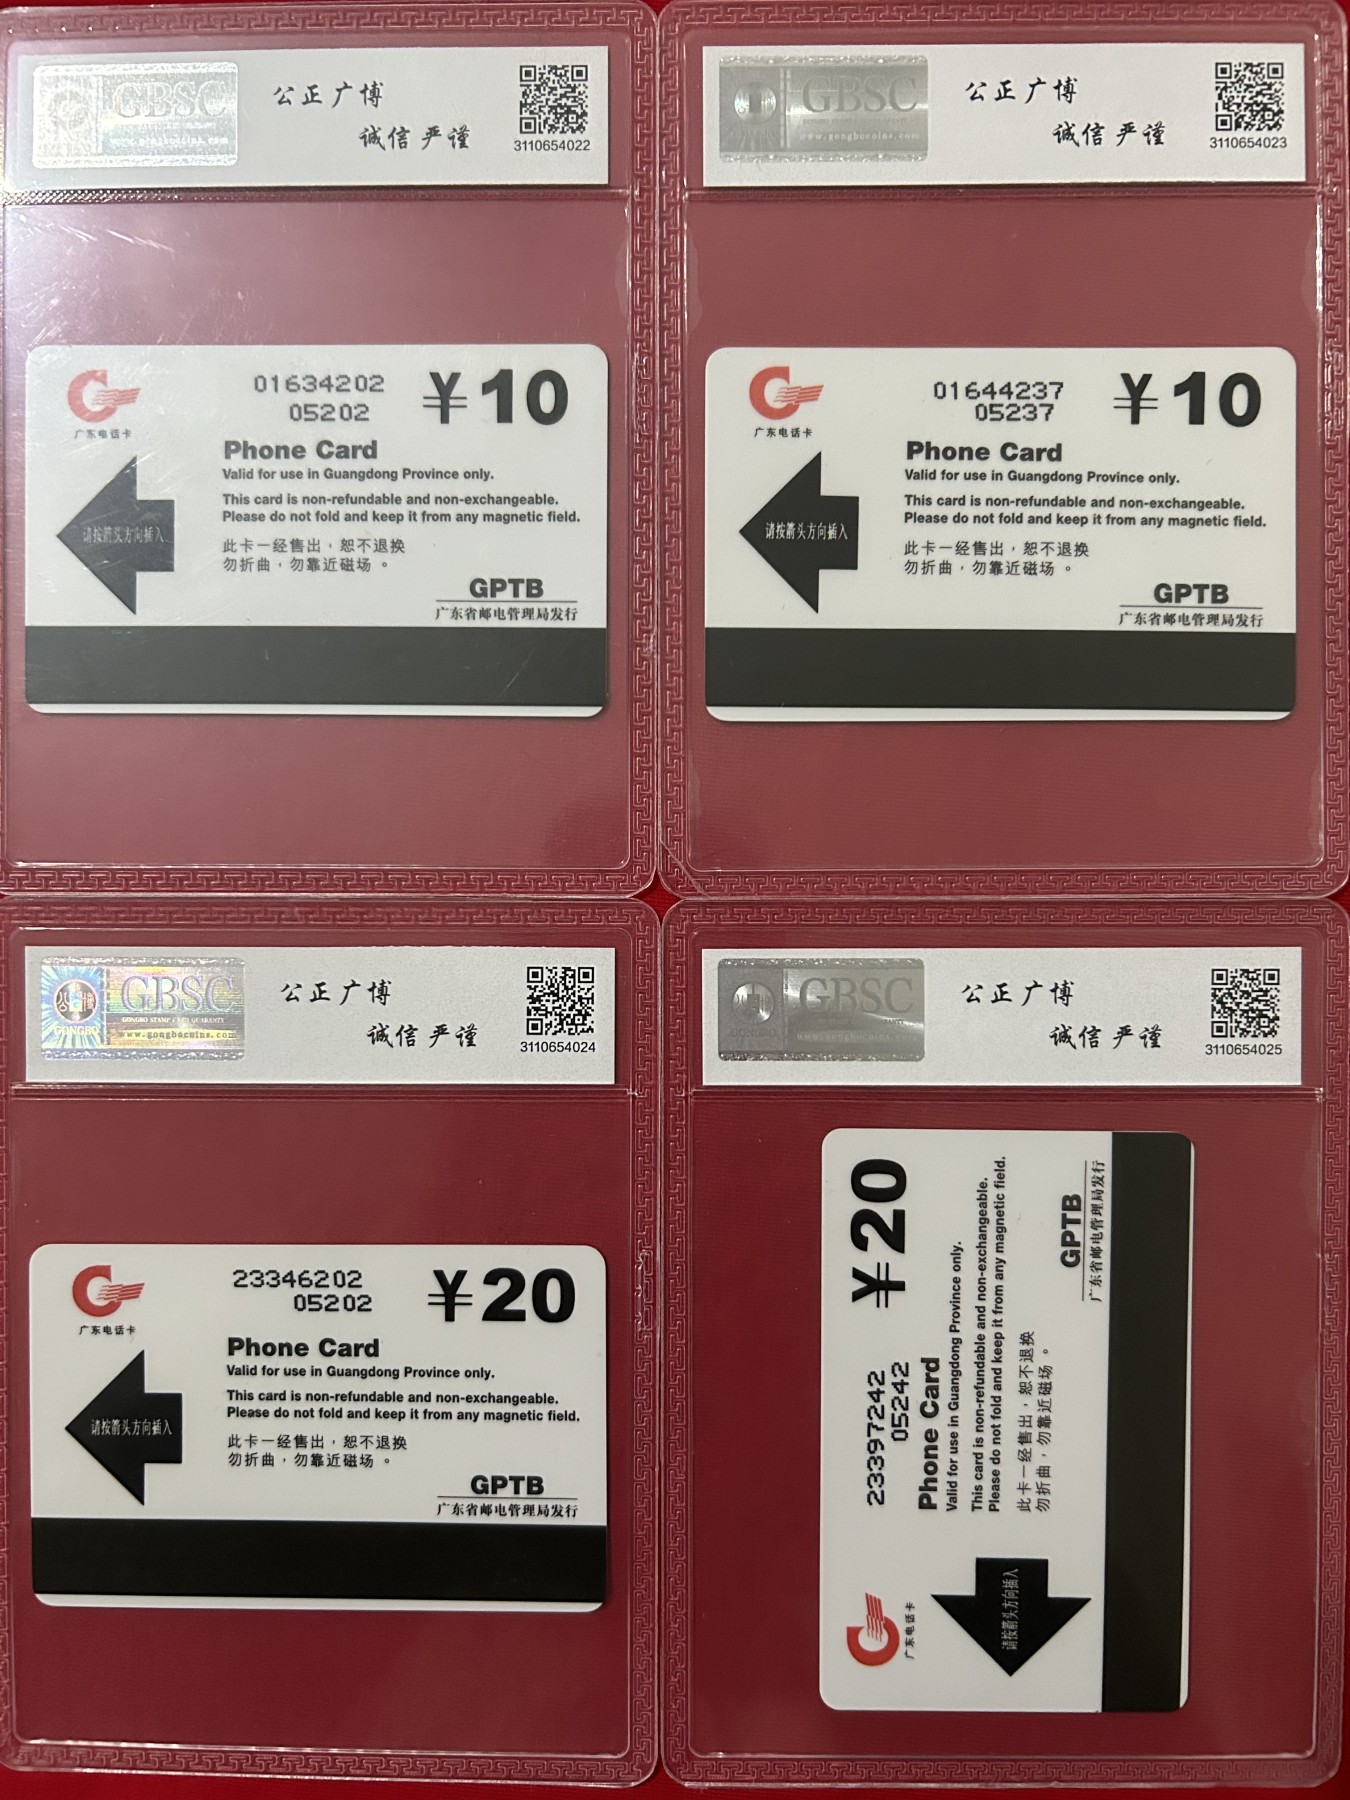 GBSC
www.gongbocoins.com
公正广博
诚信严谨
3110654022
01634202
05202
¥10
广东电话卡
Phone Card
Valid for use in Guangdong Province only.
This card is non-refundable and non-exchangeable.
Please do not fold and keep it from any magnetic field.
请按箭头方向插入
此卡一经售出，恕不退换
勿折曲，勿靠近磁场。
GPTB
广东省邮电管理局发行
GBSC
www.gongbocoins.com
公正广博
诚信严谨
3110654023
01644237
05237
¥10
广东电话卡
Phone Card
Valid for use in Guangdong Province only.
This card is non-refundable and non-exchangeable.
Please do not fold and keep it from any magnetic field.
请按箭头方向插入
此卡一经售出，恕不退换
勿折曲，勿靠近磁场。
GPTB
广东省邮电管理局发行
GBSC
GONGBO STAMP CARD GUARANTY
GONGBO
www.gongbocoins.com
公正广博
诚信严谨
3110654024
23346202
05202
¥20
广东电话卡
Phone Card
Valid for use in Guangdong Province only.
This card is non-refundable and non-exchangeable.
Please do not fold and keep it from any magnetic field.
请按箭头方向插入
此卡一经售出，恕不退换
勿折曲，勿靠近磁场。
GPTB
广东省邮电管理局发行
GBSC
www.gongbocoins.com
公正广博
诚信严谨
3110654025
23397242
05242
¥20
广东电话卡
Phone Card
Valid for use in Guangdong Province only.
This card is non-refundable and non-exchangeable.
Please do not fold and keep it from any magnetic field.
请按箭头方向插入
此卡一经售出，恕不退换
勿折曲，勿靠近磁场。
GPTB
广东省邮电管理局发行